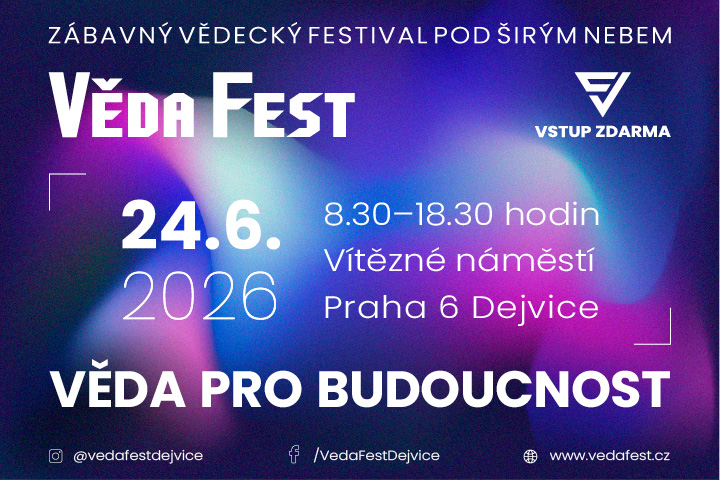 ZÁBAVNÝ VĚDECKÝ FESTIVAL POD ŠIRÝM NEBEM
VĚDA FEST
VSTUP ZDARMA
24.6.
2026
8.30–18.30 hodin
Vítězné náměstí
Praha 6 Dejvice
VĚDA PRO BUDOUCNOST
@vedafestdejvice
/VedaFestDejvice
www.vedafest.cz